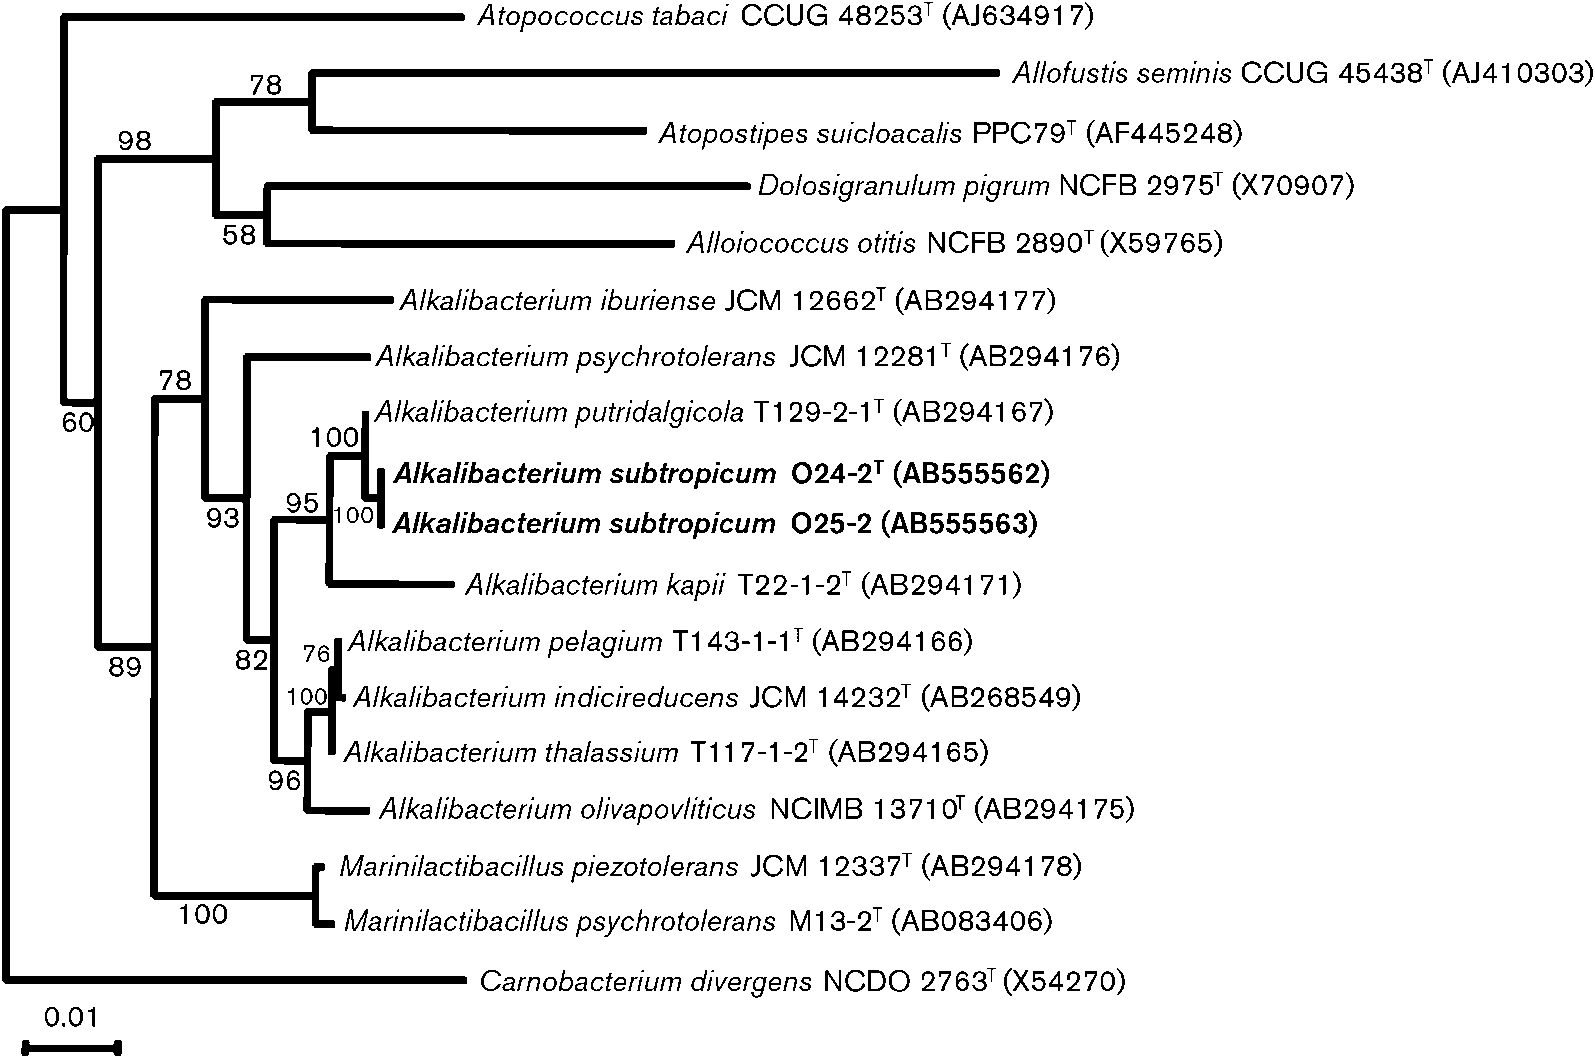 Atopococcus tabaci CCUG 48253ᵀ (AJ634917)
78
Allofustis seminis CCUG 45438ᵀ (AJ410303)
98
Atopostipes suicloacalis PPC79ᵀ (AF445248)
Dolosigranulum pigrum NCFB 2975ᵀ (X70907)
58
Alloiococcus otitis NCFB 2890ᵀ (X59765)
Alkalibacterium iburiense JCM 12662ᵀ (AB294177)
Alkalibacterium psychrotolerans JCM 12281ᵀ (AB294176)
78
60
Alkalibacterium putridalgicola T129-2-1ᵀ (AB294167)
100
Alkalibacterium subtropicum O24-2ᵀ (AB555562)
95
93
100
Alkalibacterium subtropicum O25-2 (AB555563)
Alkalibacterium kapii T22-1-2ᵀ (AB294171)
Alkalibacterium pelagium T143-1-1ᵀ (AB294166)
76
82
89
100
Alkalibacterium indicireducens JCM 14232ᵀ (AB268549)
Alkalibacterium thalassium T117-1-2ᵀ (AB294165)
96
Alkalibacterium olivapovliticus NCIMB 13710ᵀ (AB294175)
Marinilactibacillus piezotolerans JCM 12337ᵀ (AB294178)
100
Marinilactibacillus psychrotolerans M13-2ᵀ (AB083406)
Carnobacterium divergens NCDO 2763ᵀ (X54270)
0.01